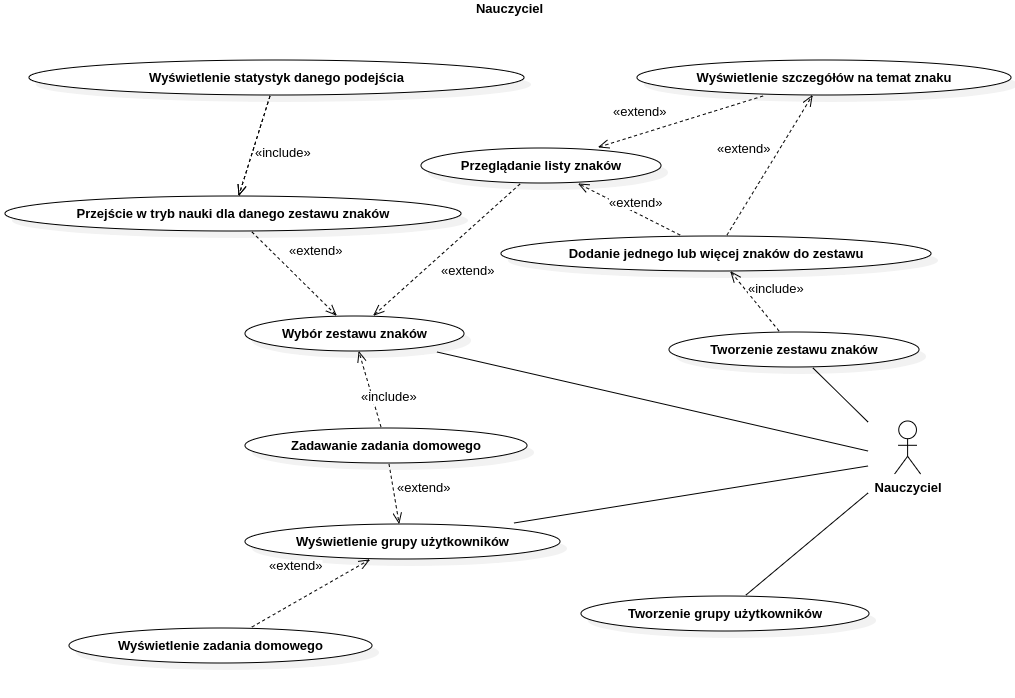 Nauczyciel
Wyświetlenie statystyk danego podejścia
Wyświetlenie szczegółów na temat znaku
«extend»
«include»
«extend»
Przeglądanie listy znaków
Przejście w tryb nauki dla danego zestawu znaków
«extend»
«extend»
Dodanie jednego lub więcej znaków do zestawu
«extend»
«include»
Wybór zestawu znaków
Tworzenie zestawu znaków
«include»
Zadawanie zadania domowego
«extend»
Nauczyciel
Wyświetlenie grupy użytkowników
«extend»
Tworzenie grupy użytkowników
Wyświetlenie zadania domowego